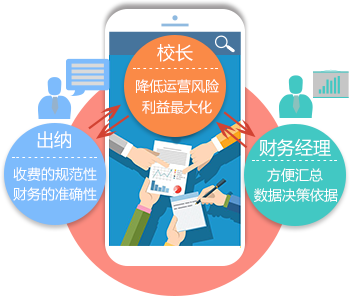 校长
降低运营风险
利益最大化
出纳
收费的规范性
财务的准确性
财务经理
方便汇总
数据决策依据